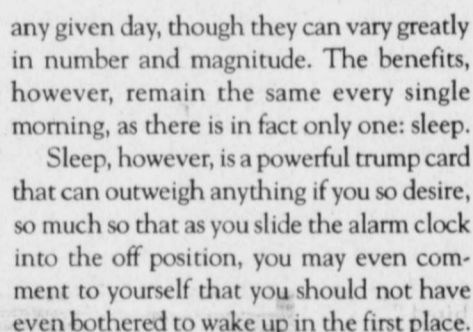 any given day, though they can vary greatly
in number and magnitude. The benefits,
however, remain the same every single
morning, as there is in fact only one: sleep.
Sleep, however, is a powerful trump card
that can outweigh anything if you so desire,
so much so that as you slide the alarm clock
into the off position, you may even com-
ment to yourself that you should not have
even bothered to wake up in the first place.